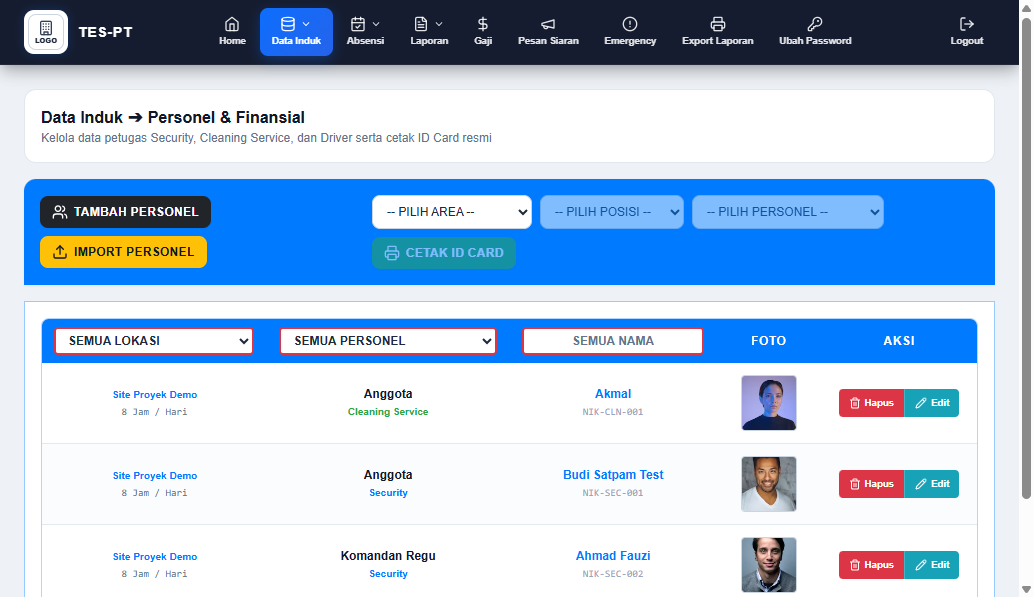 LOGO
TES-PT
Home
Data Induk
Absensi
Laporan
Gaji
Pesan Siaran
Emergency
Export Laporan
Ubah Password
Logout
Data Induk ➔ Personel & Finansial
Kelola data petugas Security, Cleaning Service, dan Driver serta cetak ID Card resmi
TAMBAH PERSONEL
IMPORT PERSONEL
-- PILIH AREA --
-- PILIH POSISI --
-- PILIH PERSONEL --
CETAK ID CARD
SEMUA LOKASI
SEMUA PERSONEL
SEMUA NAMA
FOTO
AKSI
Site Proyek Demo
8 Jam / Hari
Anggota
Cleaning Service
Akmal
NIK-CLN-001
Hapus
Edit
Site Proyek Demo
8 Jam / Hari
Anggota
Security
Budi Satpam Test
NIK-SEC-001
Hapus
Edit
Site Proyek Demo
8 Jam / Hari
Komandan Regu
Security
Ahmad Fauzi
NIK-SEC-002
Hapus
Edit